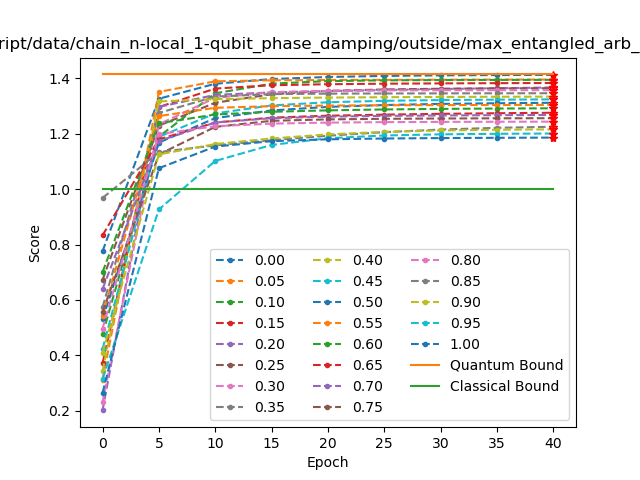 ript/data/chain_n-local_1-qubit_phase_damping/outside/max_entangled_arb_
1.4
1.2
1.0
0.8
0.6
0.4
0.2
Score
0 5 10 15 20 25 30 35 40
Epoch
0.00 0.40 0.80
0.05 0.45 0.85
0.10 0.50 0.90
0.15 0.55 0.95
0.20 0.60 1.00
0.25 0.65 Quantum Bound
0.30 0.70 Classical Bound
0.35 0.75